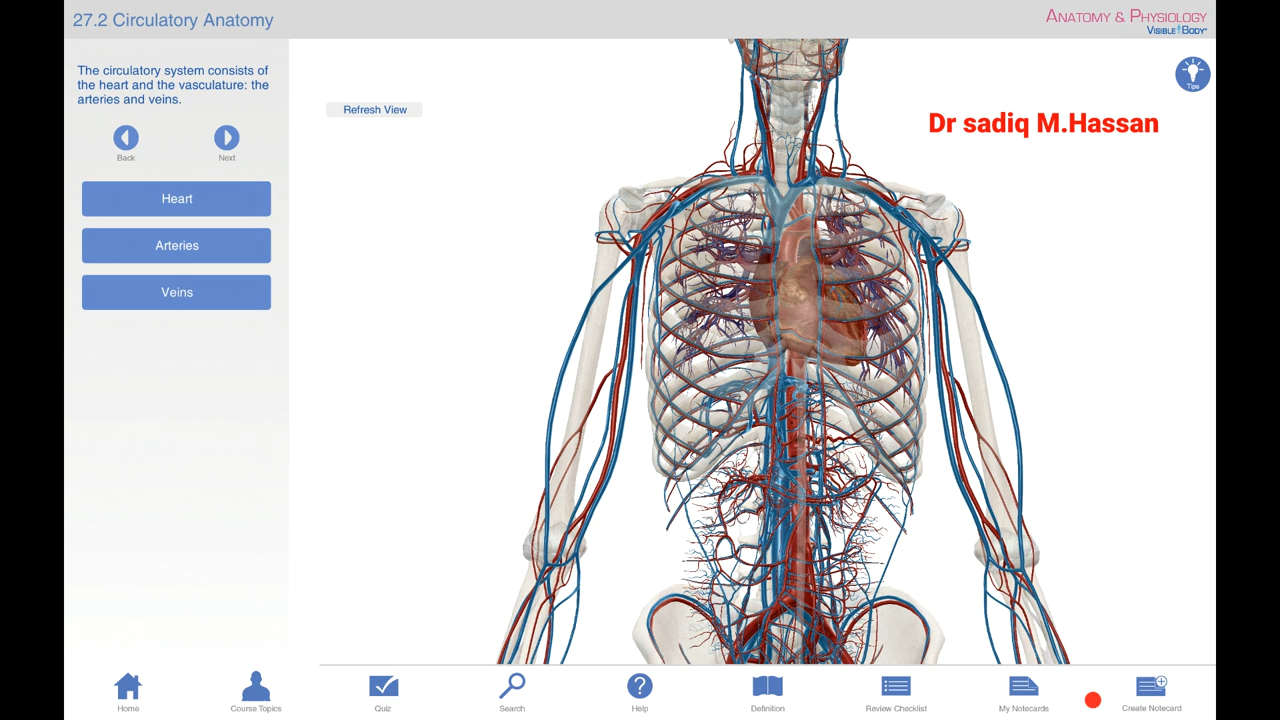 27.2 Circulatory Anatomy
ANATOMY & PHYSIOLOGY
VISIBLE BODY
The circulatory system consists of
the heart and the vasculature: the
arteries and veins.
Back
Next
Heart
Arteries
Veins
Refresh View
Tips
Dr sadiq M.Hassan
Home
Course Topics
Quiz
Search
Help
Definition
Review Checklist
My Notecards
Create Notecard